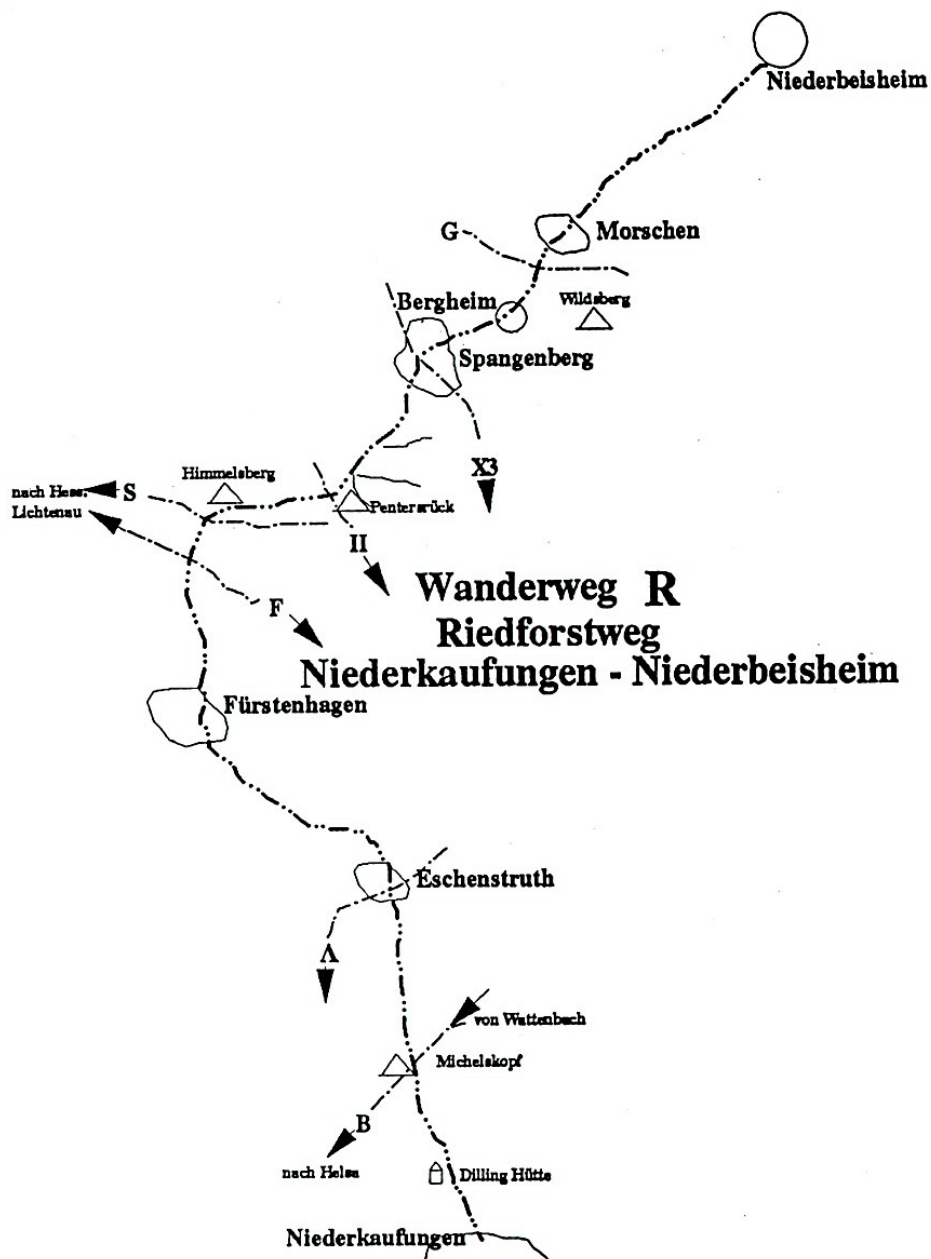 Niederbeisheim
G
Morschen
Bergheim
Wildsberg
Spangenberg
X3
Himmelsberg
nach Hess.
Lichtenau
S
Pentersrück
II
F
Wanderweg R
Riedforstweg
Niederkaufungen - Niederbeisheim
Fürstenhagen
Eschenstruth
Λ
von Wattenbach
Michelskopf
B
nach Helsa
Dilling Hütte
Niederkaufungen